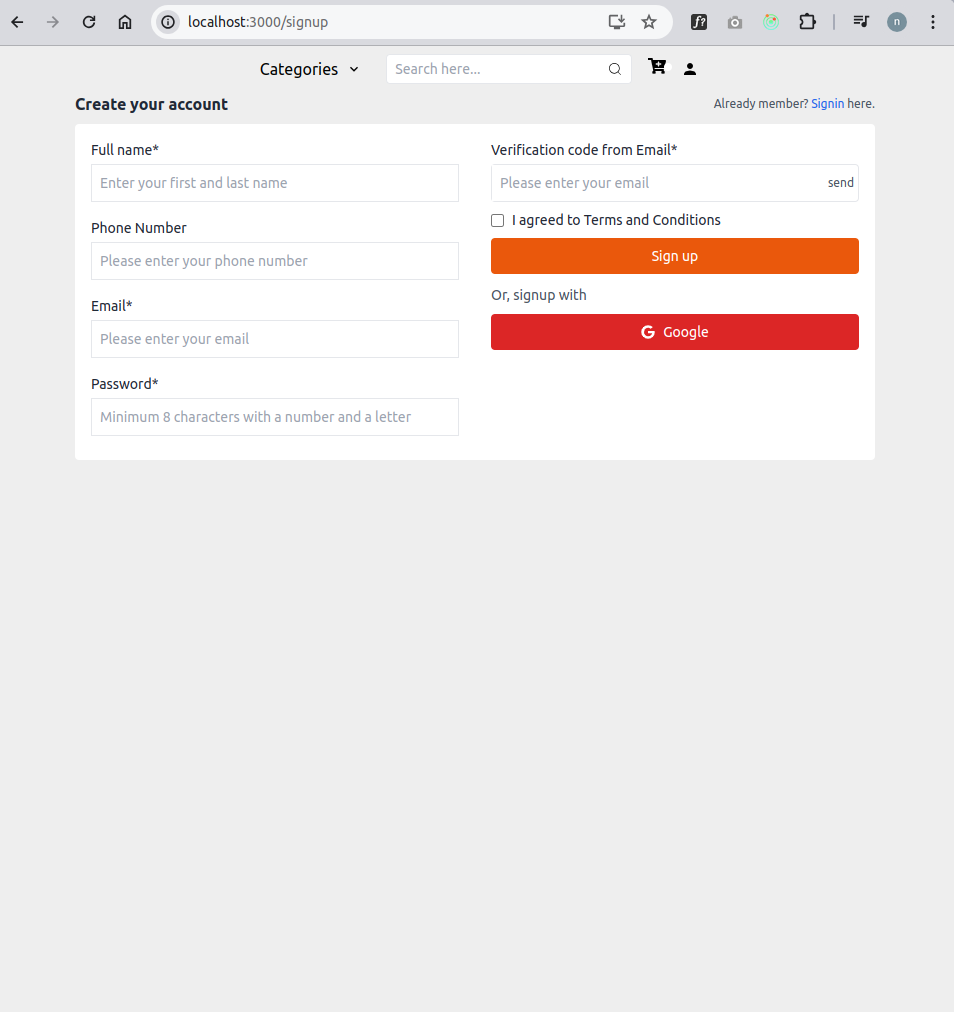 localhost:3000/signup
f?
n
Categories
Search here...
Create your account
Already member? Signin here.
Full name*
Enter your first and last name
Phone Number
Please enter your phone number
Email*
Please enter your email
Password*
Minimum 8 characters with a number and a letter
Verification code from Email*
Please enter your email
send
I agreed to Terms and Conditions
Sign up
Or, signup with
G Google